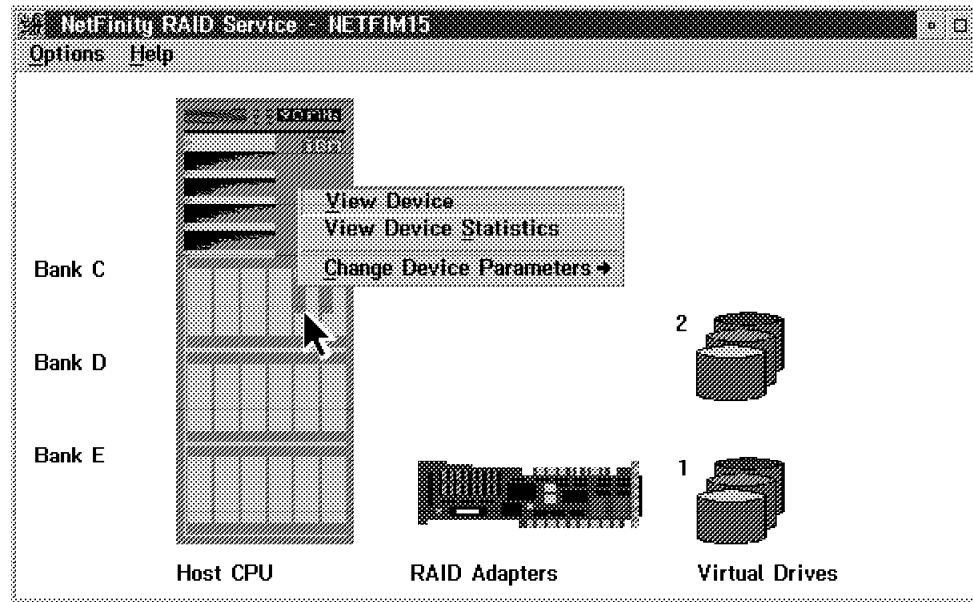 NetFinity RAID Service - NETFIM15
Options Help
IBM
View Device
View Device Statistics
Change Device Parameters
Bank C
2
Bank D
Bank E
1
Host CPU RAID Adapters Virtual Drives